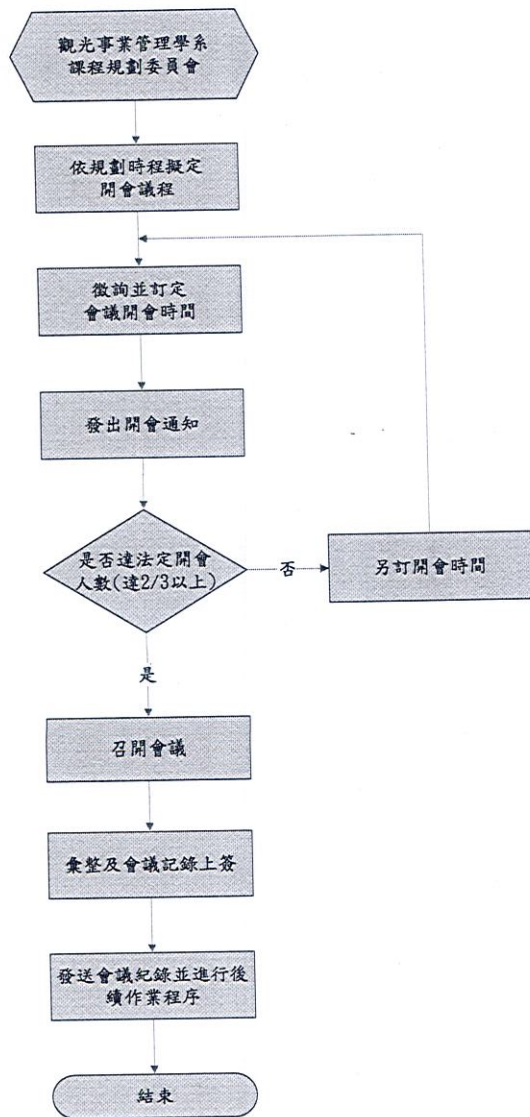 觀光事業管理學系
課程規劃委員會
依規劃時程擬定
開會議程
徵詢並訂定
會議開會時間
發出開會通知
是否達法定開會
人數(達2/3以上)
否
另訂開會時間
是
召開會議
彙整及會議記錄上簽
發送會議紀錄並進行後
續作業程序
結束